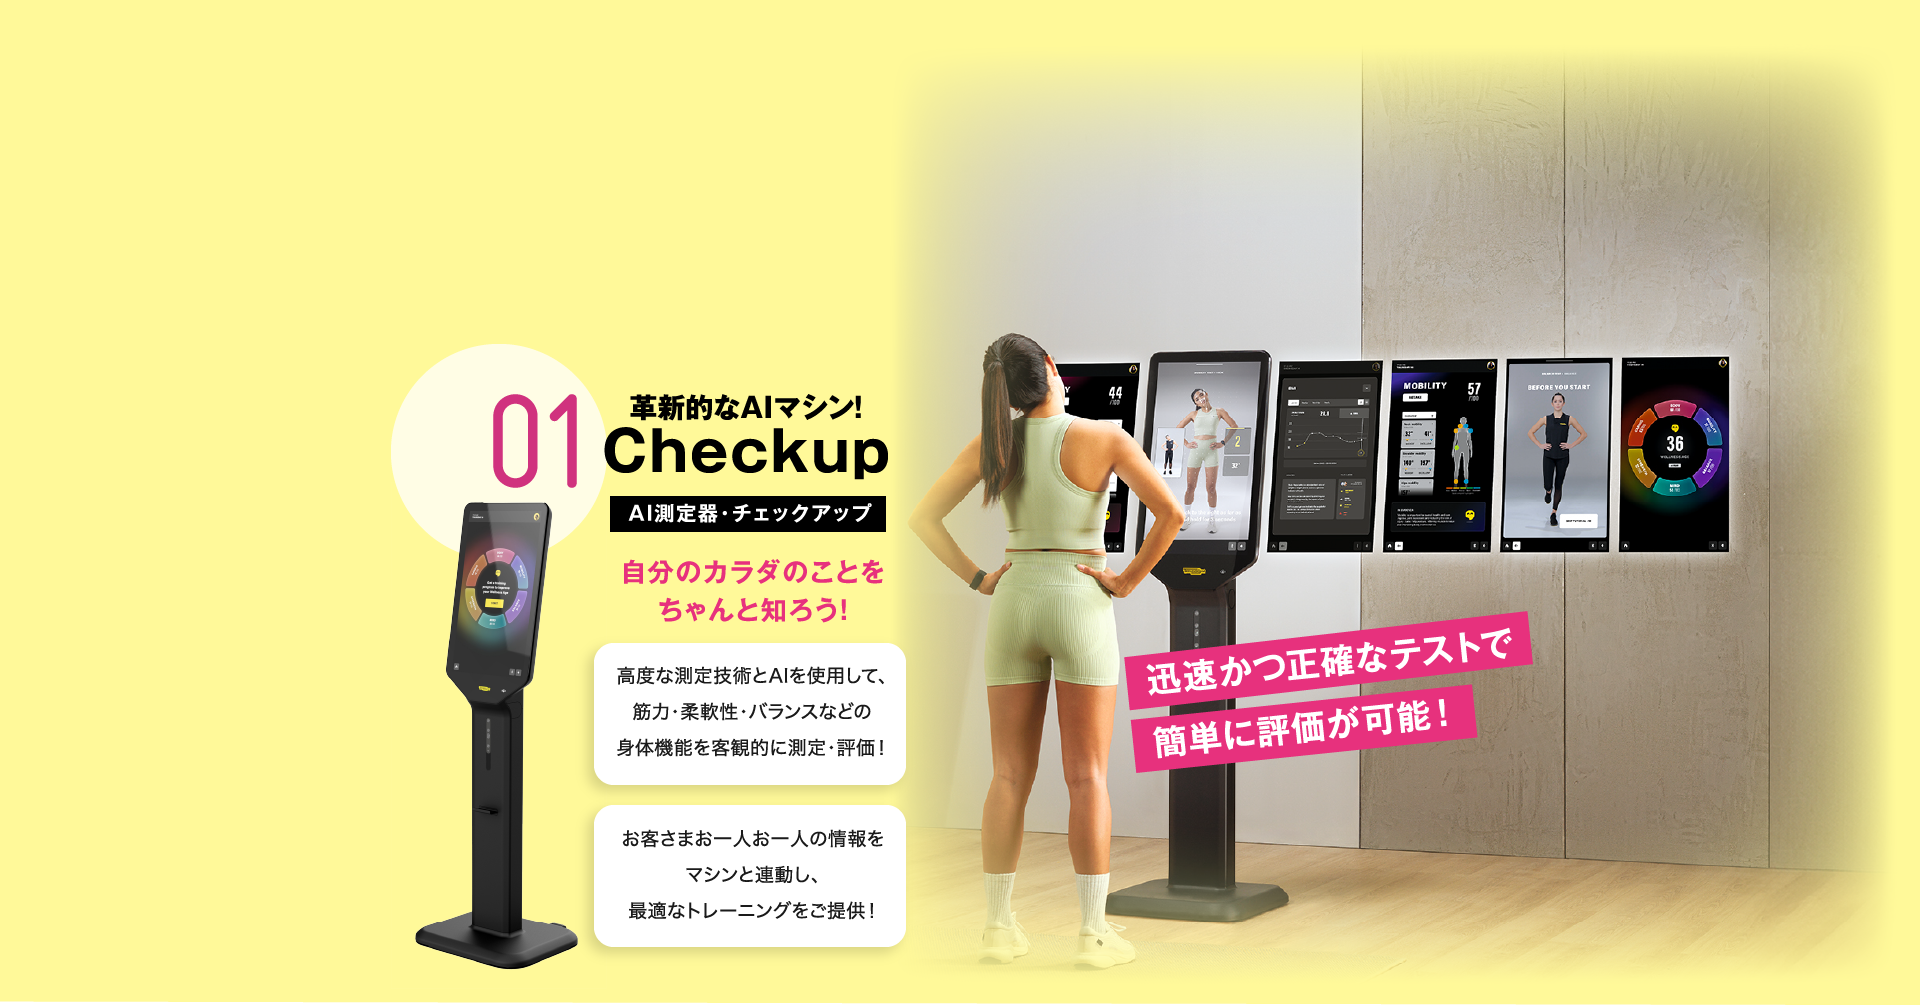 01
革新的なAIマシン!
Checkup
AI測定器・チェックアップ
自分のカラダのことを
ちゃんと知ろう!
高度な測定技術とAIを使用して、
筋力・柔軟性・バランスなどの
身体機能を客観的に測定・評価!
お客さまお一人お一人の情報を
マシンと連動し、
最適なトレーニングをご提供!
44
/100
2
32°
MOBILITY
57
/100
BEFORE YOU START
36
WELLNESS AGE
迅速かつ正確なテストで
簡単に評価が可能!